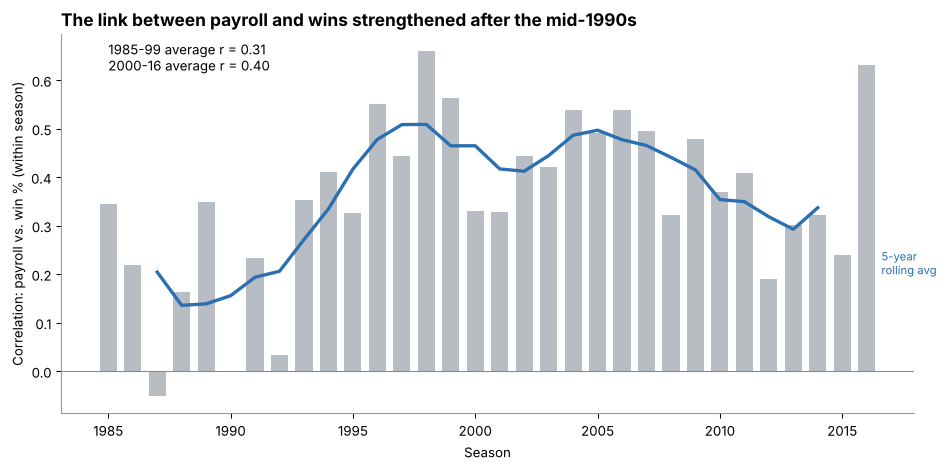 The link between payroll and wins strengthened after the mid-1990s
1985-99 average r = 0.31
2000-16 average r = 0.40
Correlation: payroll vs. win % (within season)
0.6
0.5
0.4
0.3
0.2
0.1
0.0
5-year
rolling avg
1985
1990
1995
2000
2005
2010
2015
Season